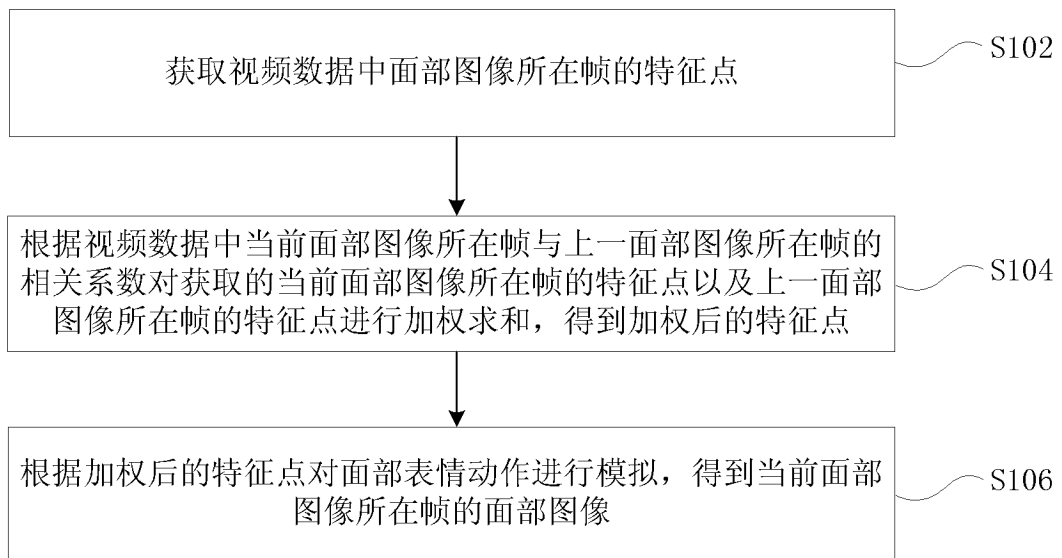 获取视频数据中面部图像所在帧的特征点
S102
根据视频数据中当前面部图像所在帧与上一面部图像所在帧的
相关系数对获取的当前面部图像所在帧的特征点以及上一面部
图像所在帧的特征点进行加权求和，得到加权后的特征点
S104
根据加权后的特征点对面部表情动作进行模拟，得到当前面部
图像所在帧的面部图像
S106